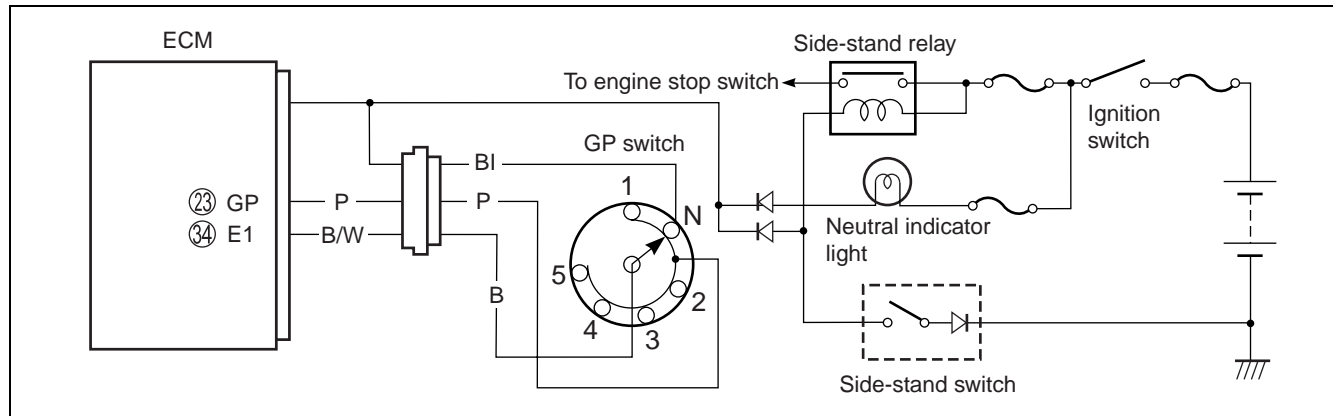 ECM
Side-stand relay
To engine stop switch
Ignition
switch
GP switch
Bl
23 GP
P
P
34 E1
B/W
B
1
N
2
3
4
5
Neutral indicator
light
Side-stand switch